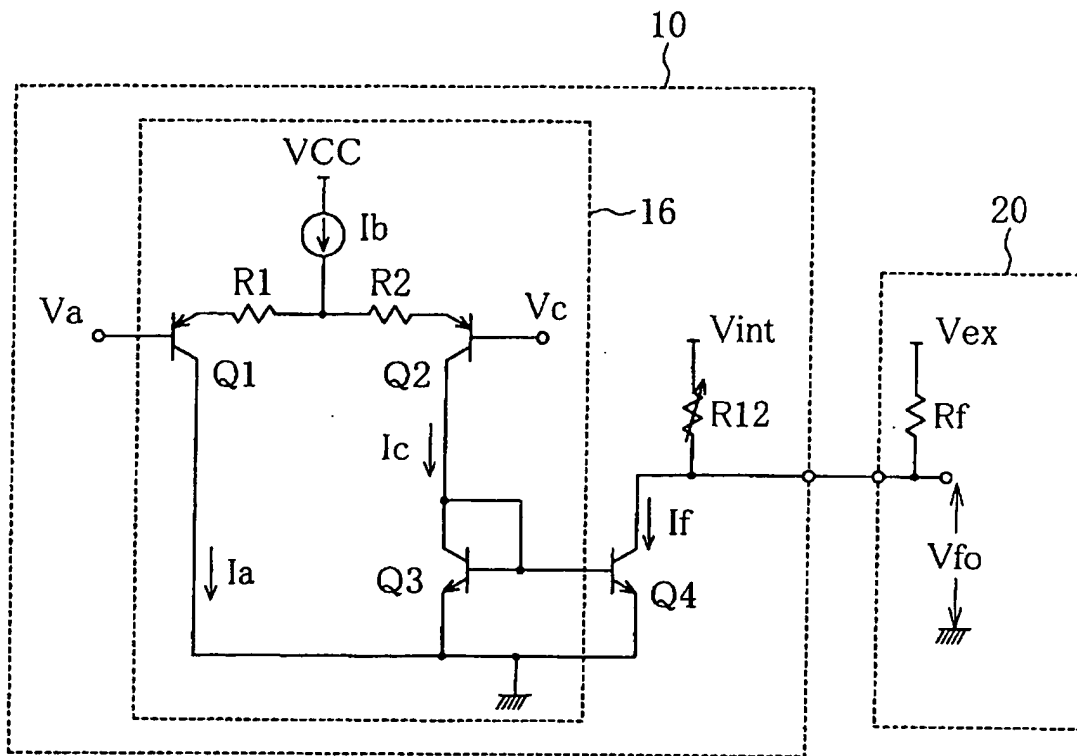 10
VCC
16
20
Ib
R1
R2
Va
Vc
Vint
Vex
Q1
Q2
R12
Rf
Ic
If
Vfo
Ia
Q3
Q4